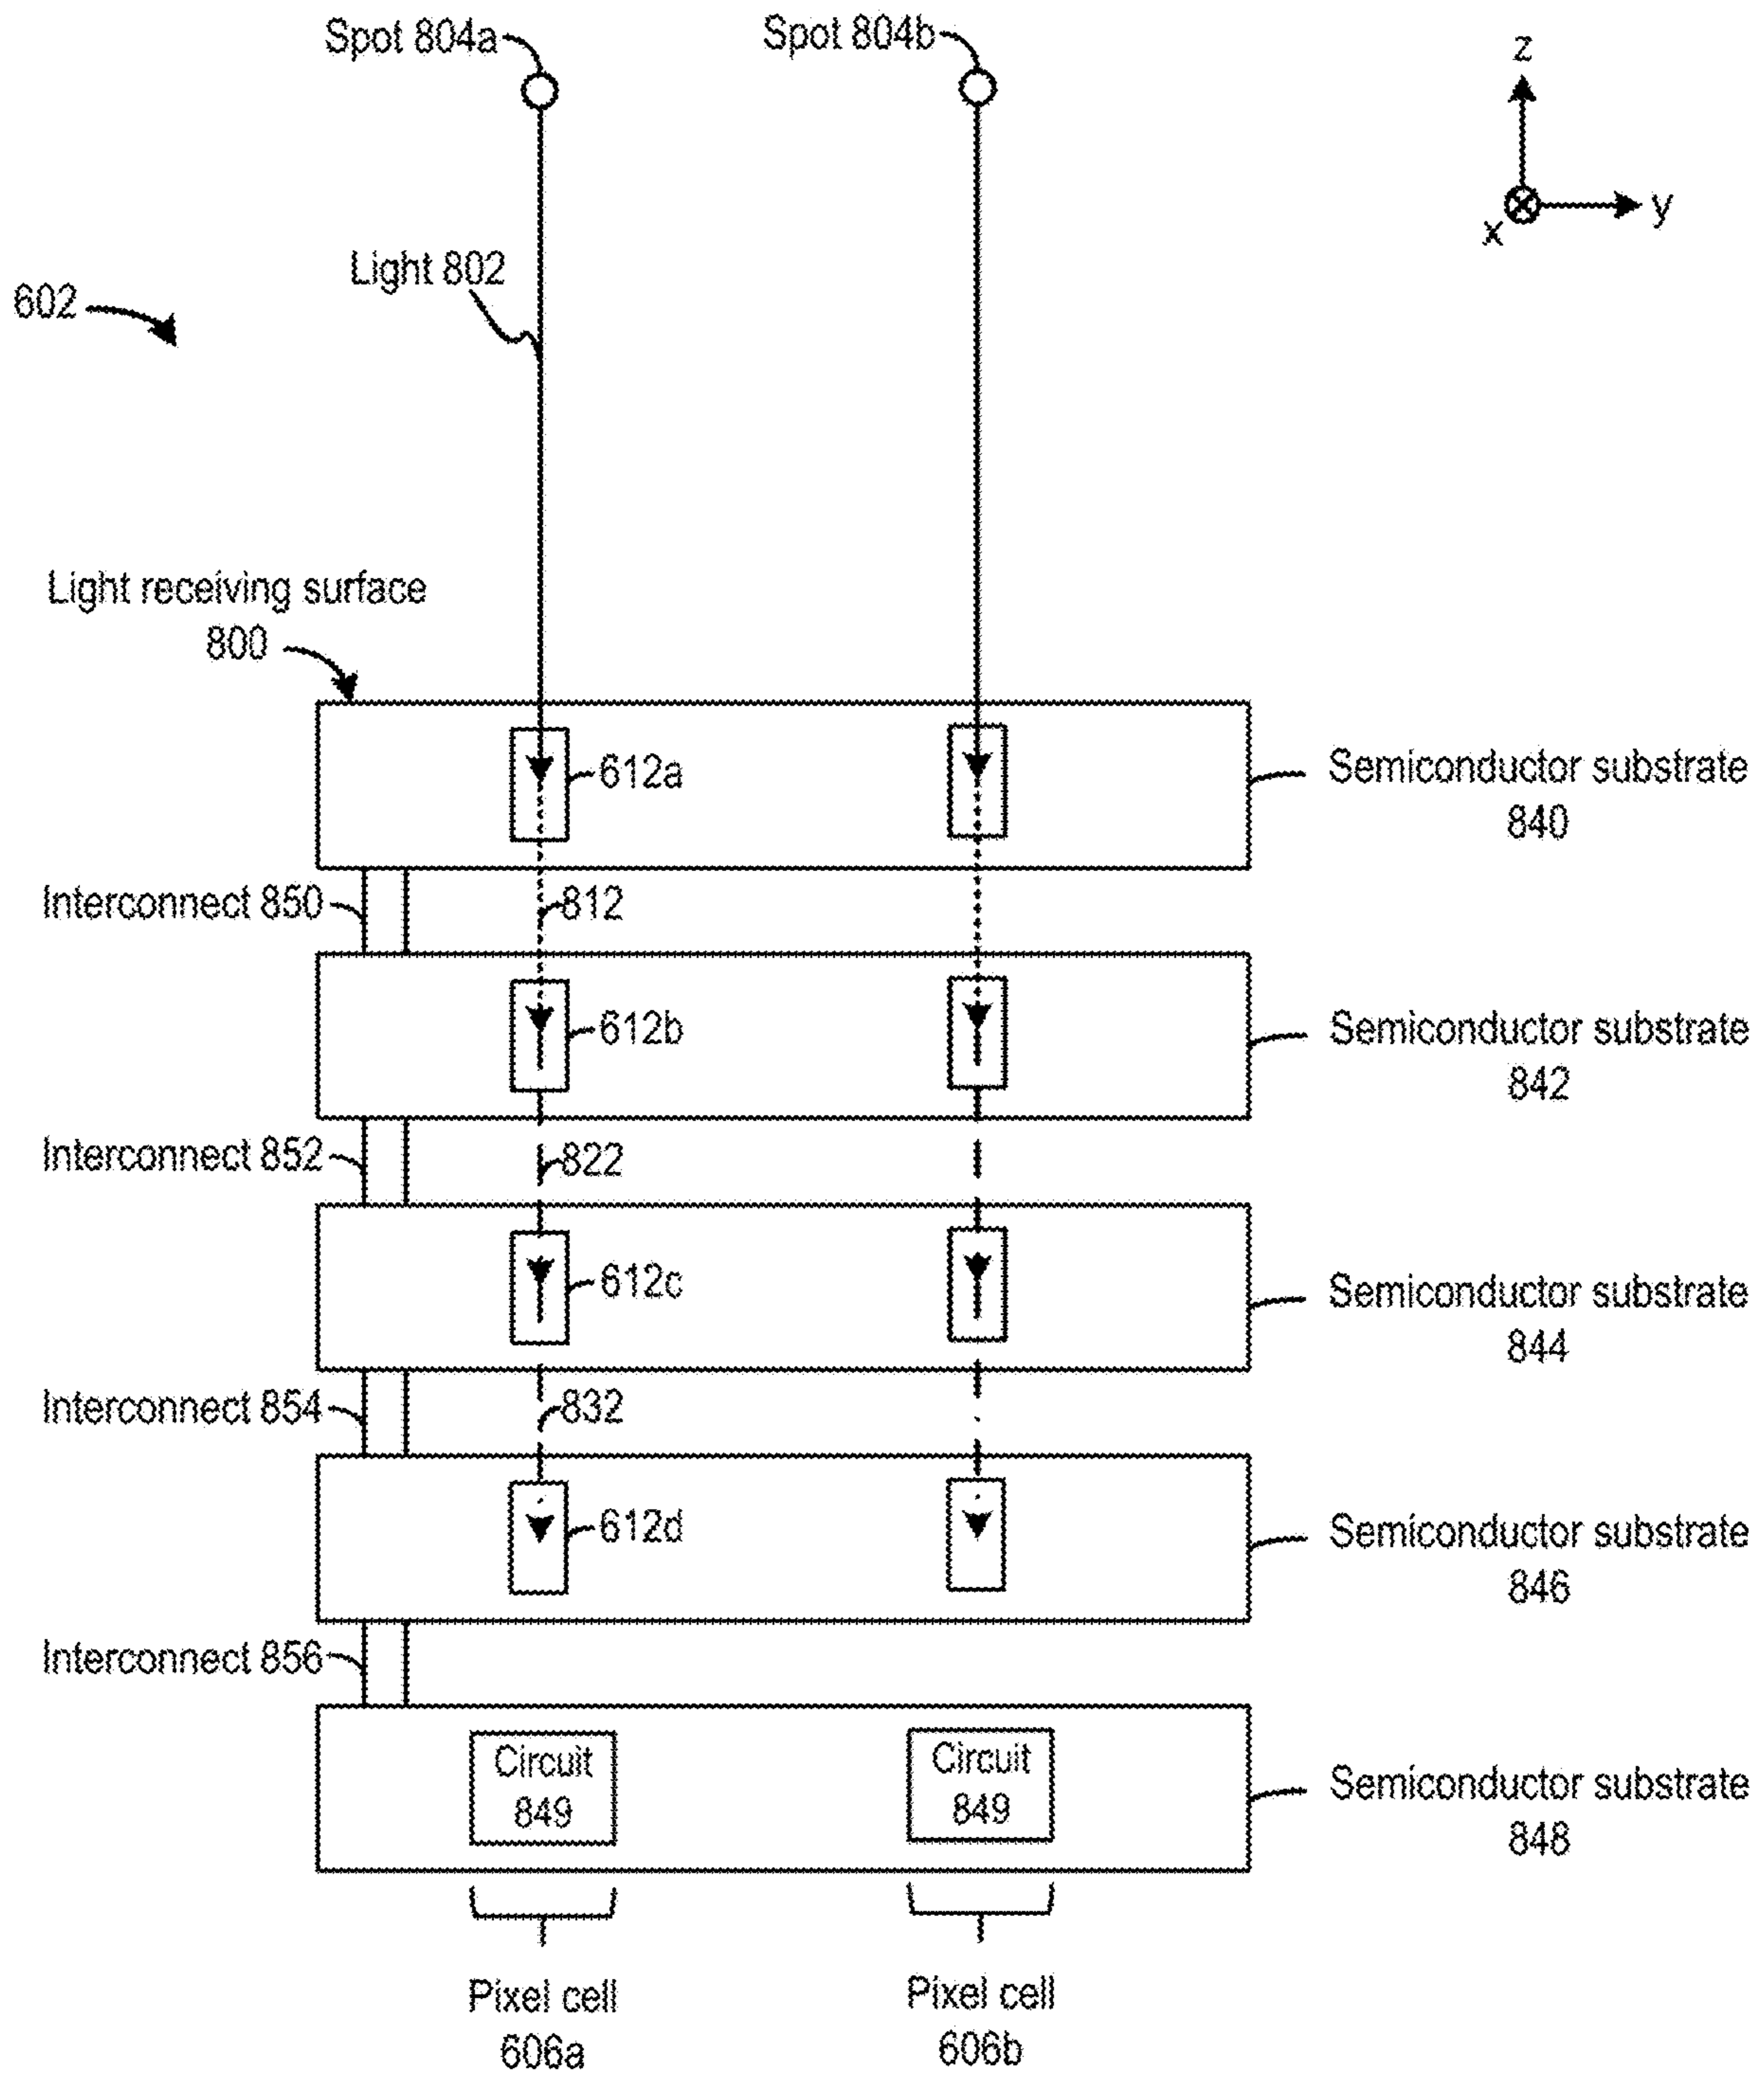 Spot 804a
Spot 804b
z
y
x
Light 802
602
Light receiving surface
800
612a
Semiconductor substrate
840
Interconnect 850
812
612b
Semiconductor substrate
842
Interconnect 852
822
612c
Semiconductor substrate
844
Interconnect 854
832
612d
Semiconductor substrate
846
Interconnect 856
Circuit
849
Circuit
849
Semiconductor substrate
848
Pixel cell
606a
Pixel cell
606b